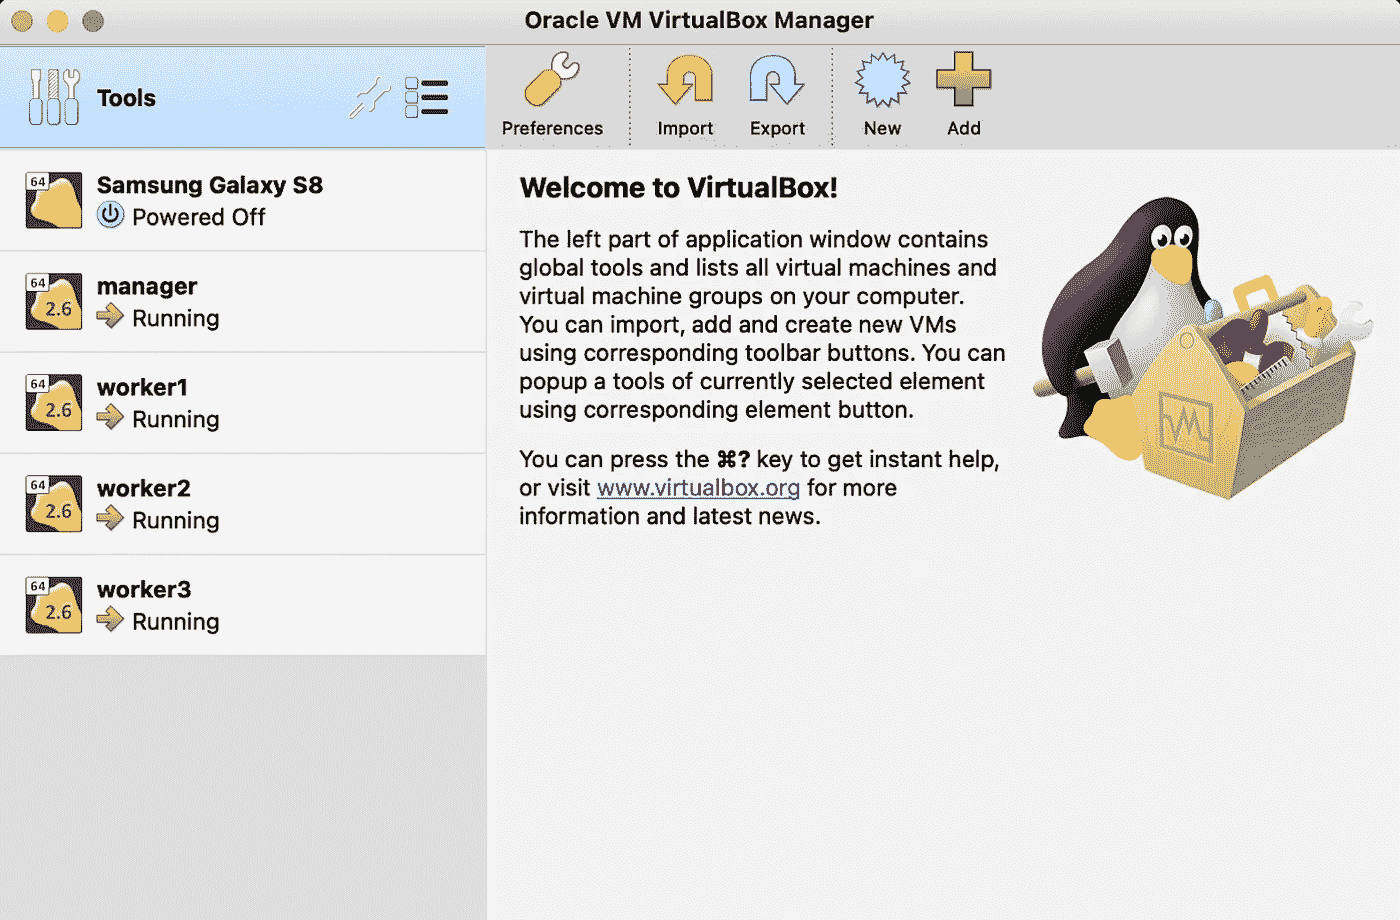 Oracle VM VirtualBox Manager
Tools
Preferences
Import
Export
New
Add
64
Samsung Galaxy S8
Powered Off
64
2.6
manager
Running
64
2.6
worker1
Running
64
2.6
worker2
Running
64
2.6
worker3
Running
Welcome to VirtualBox!
The left part of application window contains
global tools and lists all virtual machines and
virtual machine groups on your computer.
You can import, add and create new VMs
using corresponding toolbar buttons. You can
popup a tools of currently selected element
using corresponding element button.
You can press the ⌘? key to get instant help,
or visit www.virtualbox.org for more
information and latest news.